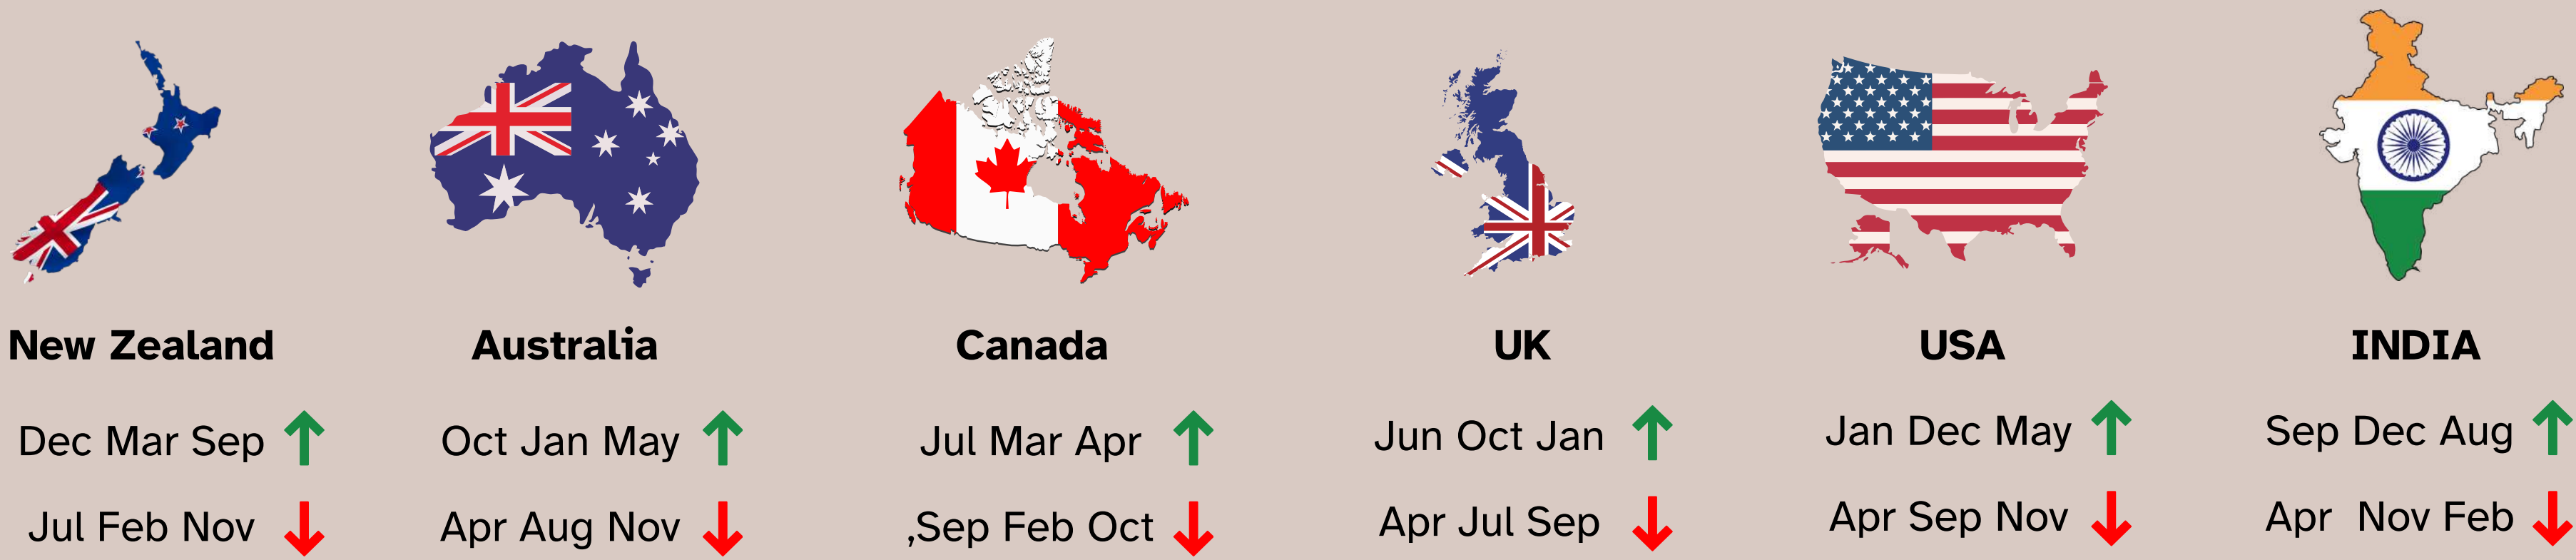 New Zealand
Australia
Canada
UK
USA
INDIA
Dec Mar Sep
Oct Jan May
Jul Mar Apr
Jun Oct Jan
Jan Dec May
Sep Dec Aug
Jul Feb Nov
Apr Aug Nov
,Sep Feb Oct
Apr Jul Sep
Apr Sep Nov
Apr  Nov Feb